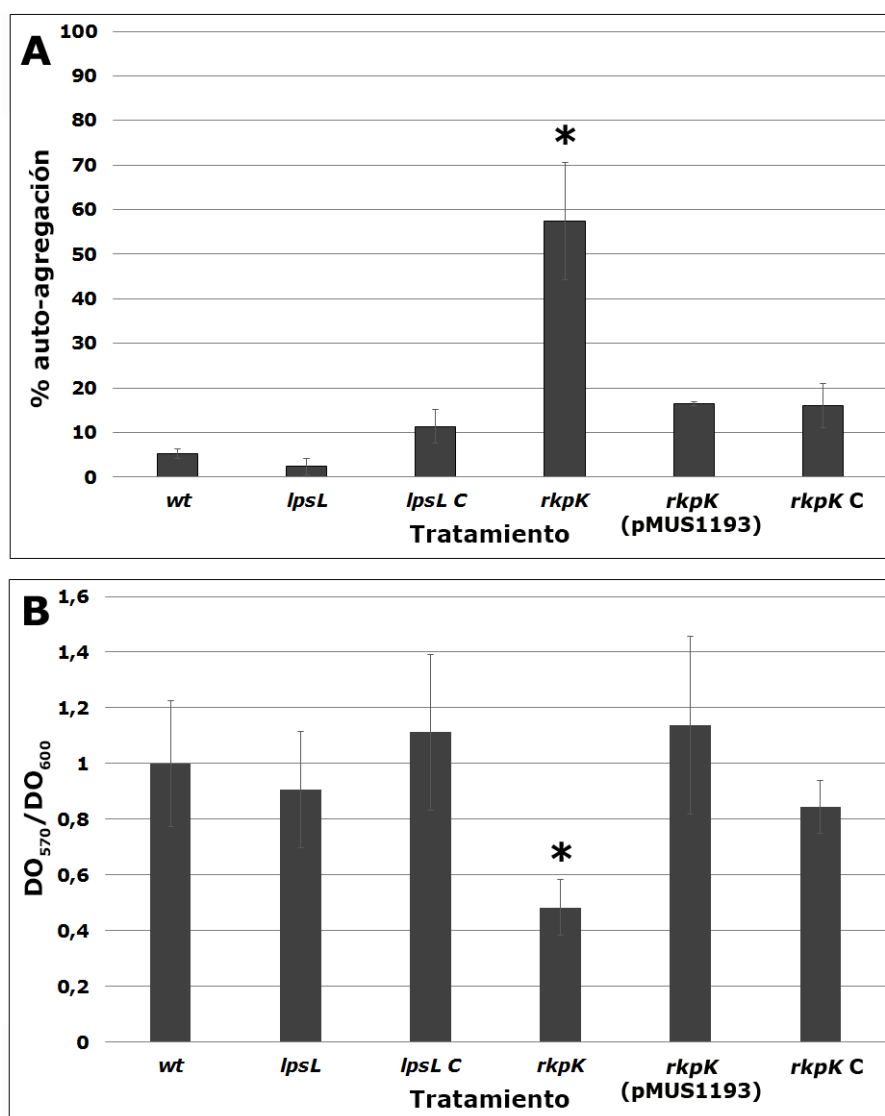 A
100
90
80
70
60
50
40
30
20
10
0
% auto-agregación
*
wt lpsL lpsL C rkpK rkpK (pMUS1193) rkpK C
Tratamiento
B
1,6
1,4
1,2
1
0,8
0,6
0,4
0,2
0
DO570/DO600
*
wt lpsL lpsL C rkpK rkpK (pMUS1193) rkpK C
Tratamiento